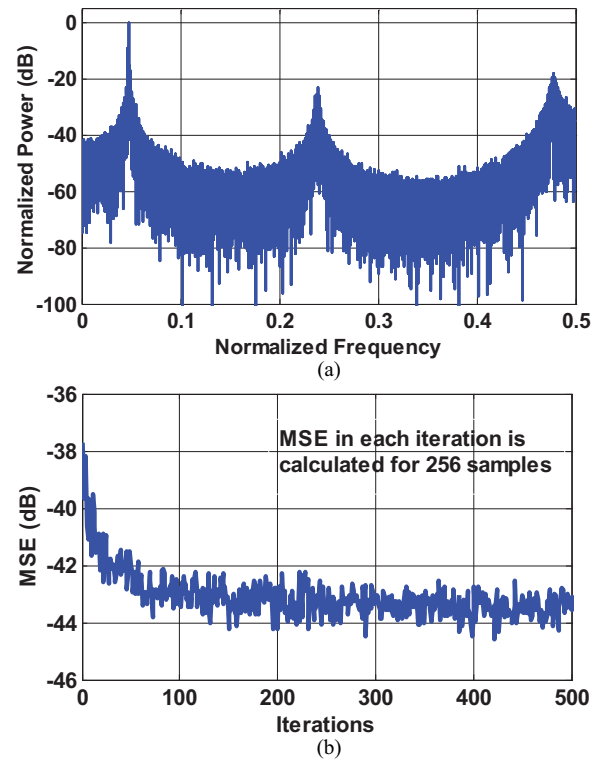 Normalized Power (dB)
0
-20
-40
-60
-80
-100
0 0.1 0.2 0.3 0.4 0.5
Normalized Frequency
(a)
MSE (dB)
-36
-38
-40
-42
-44
-46
MSE in each iteration is
calculated for 256 samples
0 100 200 300 400 500
Iterations
(b)